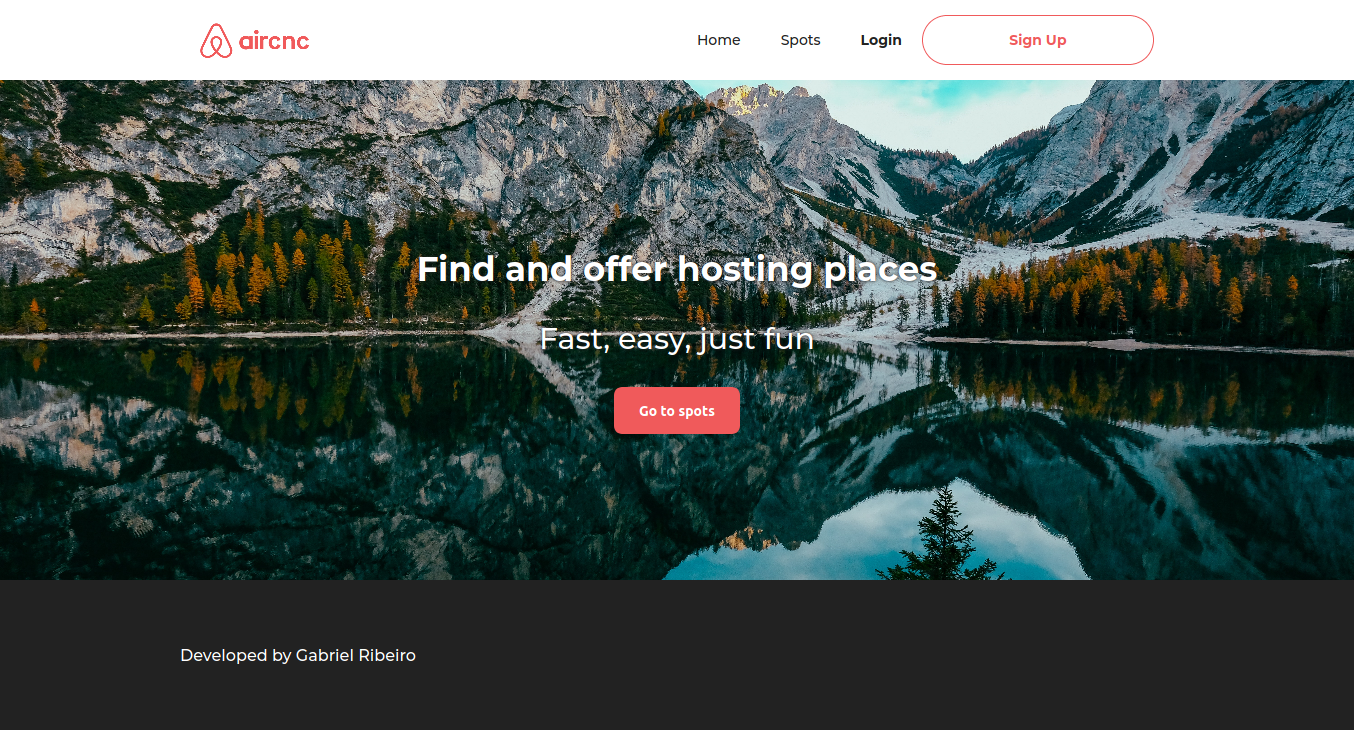 aircnc
Home
Spots
Login
Sign Up
Find and offer hosting places
Fast, easy, just fun
Go to spots
Developed by Gabriel Ribeiro